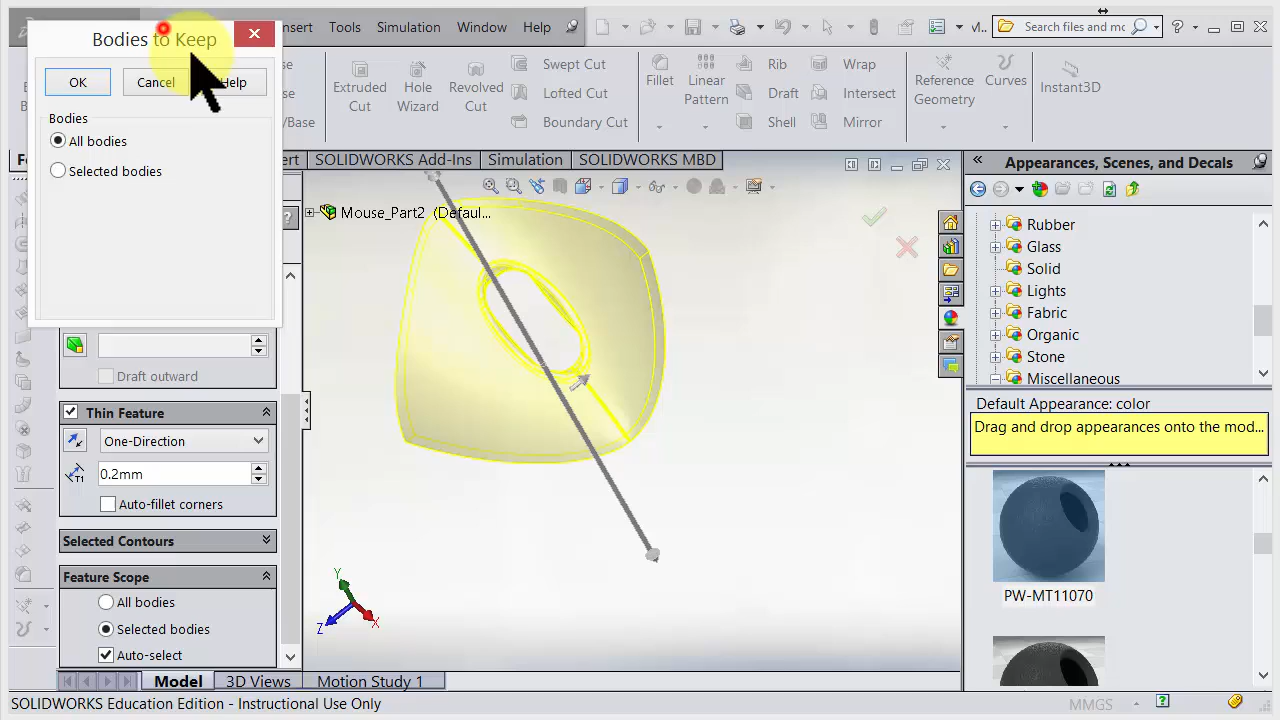 Bodies to Keep
Insert Tools Simulation Window Help
Search files and mo
OK Cancel Help
Bodies
All bodies
Selected bodies
Extruded Cut
Hole Wizard
Revolved Cut
Swept Cut
Lofted Cut
Boundary Cut
Fillet
Linear Pattern
Rib
Draft
Shell
Wrap
Intersect
Mirror
Reference Geometry
Curves
Instant3D
SOLIDWORKS Add-Ins Simulation SOLIDWORKS MBD
Mouse_Part2 (Defaul...
Appearances, Scenes, and Decals
Rubber
Glass
Solid
Lights
Fabric
Organic
Stone
Miscellaneous
Default Appearance: color
Drag and drop appearances onto the mod...
PW-MT11070
Draft outward
Thin Feature
One-Direction
T1
0.2mm
Auto-fillet corners
Selected Contours
Feature Scope
All bodies
Selected bodies
Auto-select
Y
Z
X
Model 3D Views Motion Study 1
SOLIDWORKS Education Edition - Instructional Use Only
MMGS